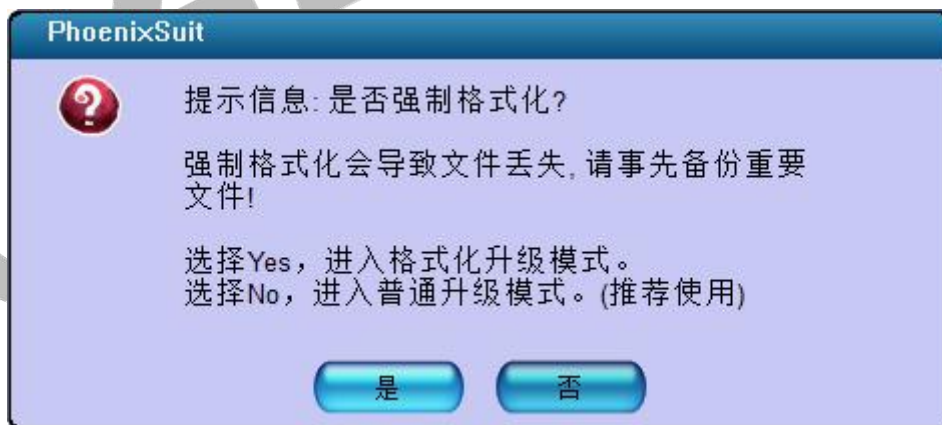 PhoenixSuit
提示信息: 是否强制格式化?
强制格式化会导致文件丢失, 请事先备份重要
文件!
选择Yes，进入格式化升级模式。
选择No，进入普通升级模式。(推荐使用)
是
否